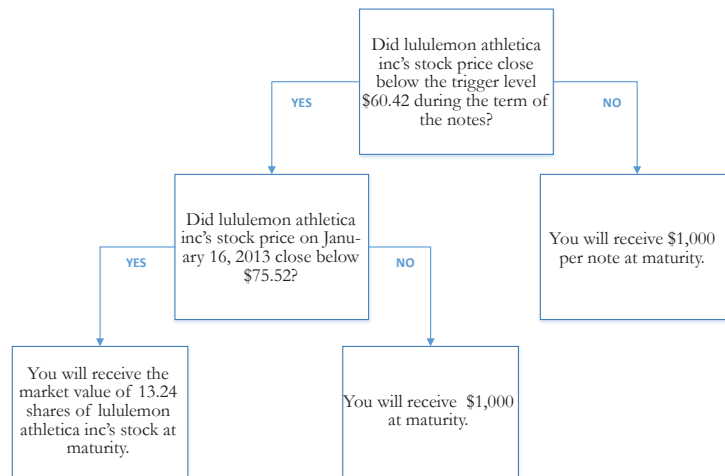 Did lululemon athletica
inc's stock price close
below the trigger level
$60.42 during the term of
the notes?
YES
NO
Did lululemon athletica
inc's stock price on Janu-
ary 16, 2013 close below
$75.52?
You will receive $1,000
per note at maturity.
YES
NO
You will receive the
market value of 13.24
shares of lululemon
athletica inc's stock at
maturity.
You will receive $1,000
at maturity.